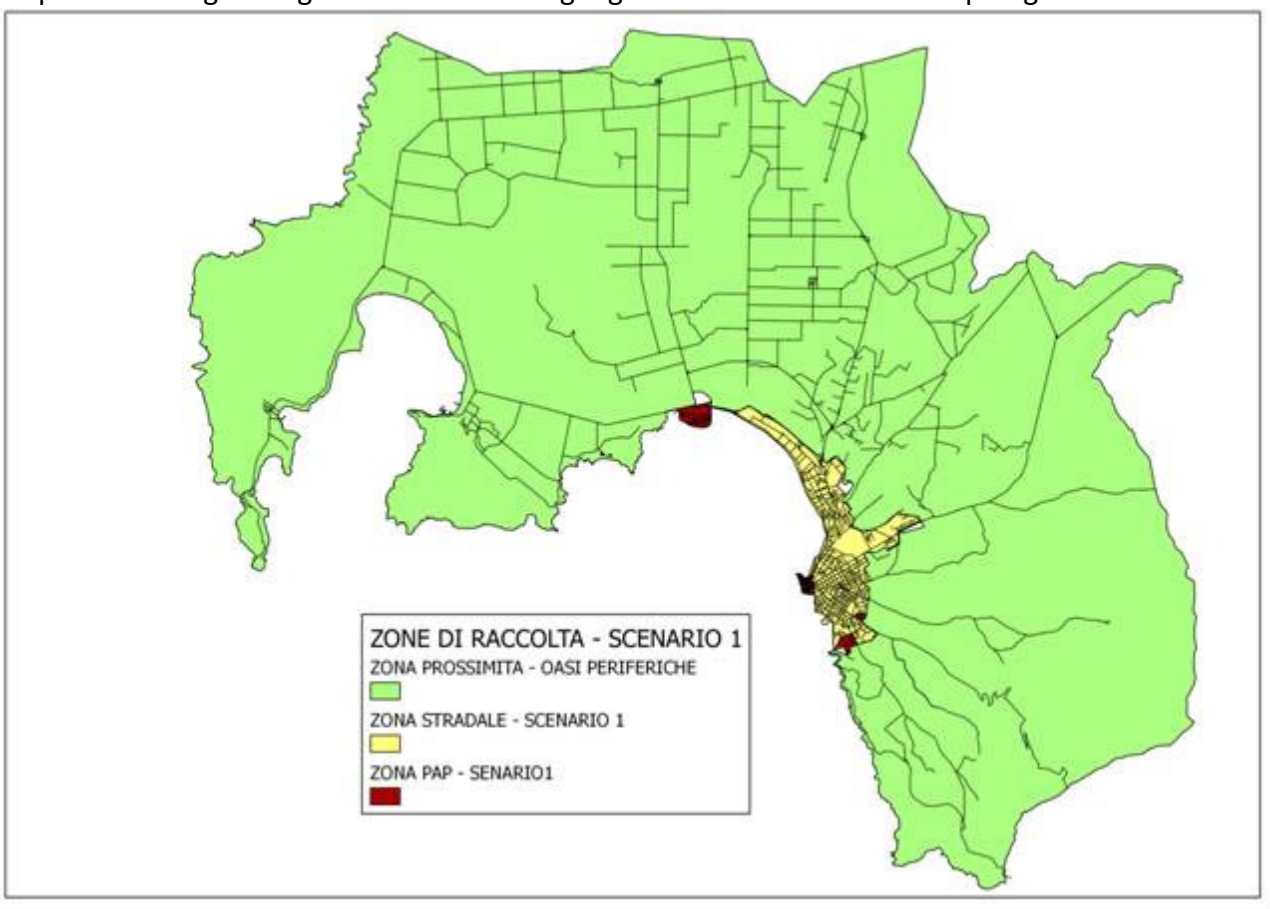 ZONE DI RACCOLTA - SCENARIO 1
ZONA PROSSIMITA - OASI PERIFERICHE
ZONA STRADALE - SCENARIO 1
ZONA PAP - SENARIO1